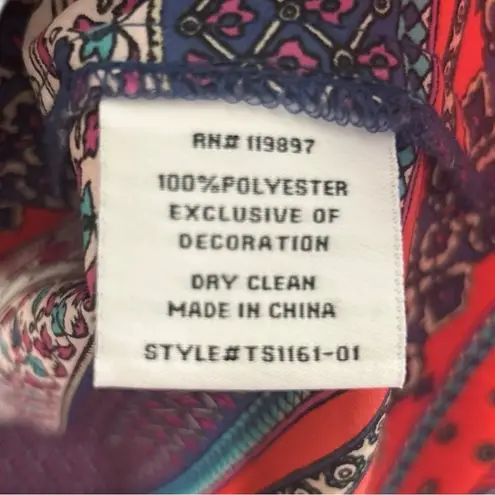 RN# 119897
100%POLYESTER
EXCLUSIVE OF
DECORATION
DRY CLEAN
MADE IN CHINA
STYLE#TS1161-01